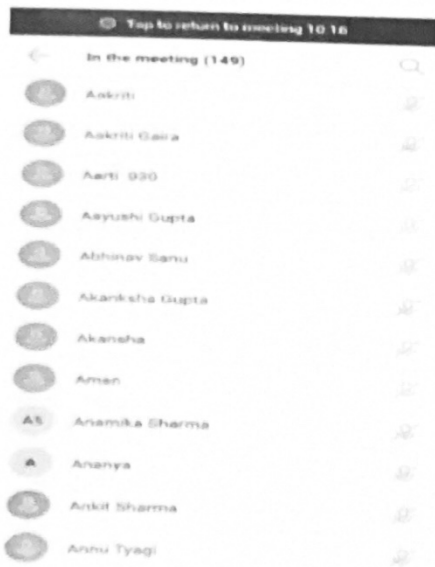 Tap to return to meeting 10:16
In the meeting (149)
Aakriti
Aakriti Gaira
Aarti 930
Aayushi Gupta
Abhinav Sanu
Akanksha Gupta
Akansha
Aman
AS Anamika Sharma
A Ananya
Ankit Sharma
Annu Tyagi